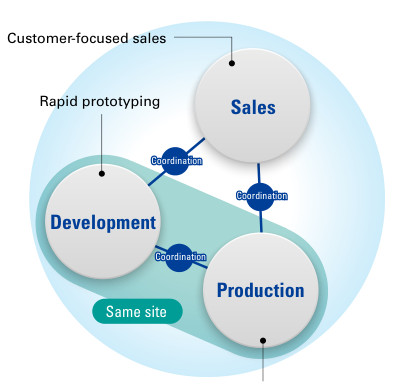 Customer-focused sales
Rapid prototyping
Sales
Coordination
Coordination
Development
Coordination
Production
Same site